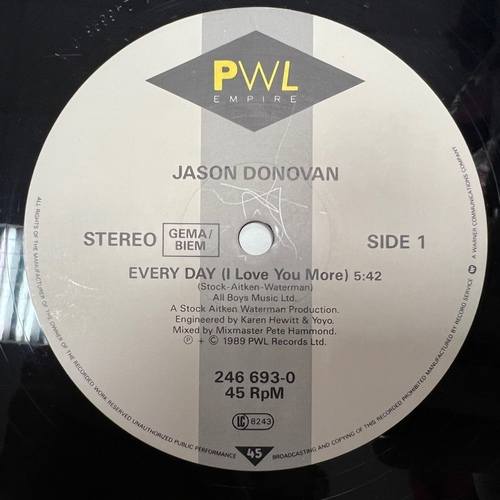 PWL
EMPIRE
JASON DONOVAN
STEREO
GEMA/
BIEM
SIDE 1
EVERY DAY (I Love You More) 5:42
(Stock-Aitken-Waterman)
All Boys Music Ltd.
A Stock Aitken Waterman Production.
Engineered by Karen Hewitt & Yoyo.
Mixed by Mixmaster Pete Hammond.
Ⓟ + © 1989 PWL Records Ltd.
246 693-0
45 RpM
LC 8243
45
ALL RIGHTS OF THE MANUFACTURER AND OF THE OWNER OF THE RECORDED WORK RESERVED UNAUTHORIZED PUBLIC PERFORMANCE
BROADCASTING AND COPYING OF THIS RECORD PROHIBITED MANUFACTURED BY RECORD SERVICE
A WARNER COMMUNICATIONS COMPANY